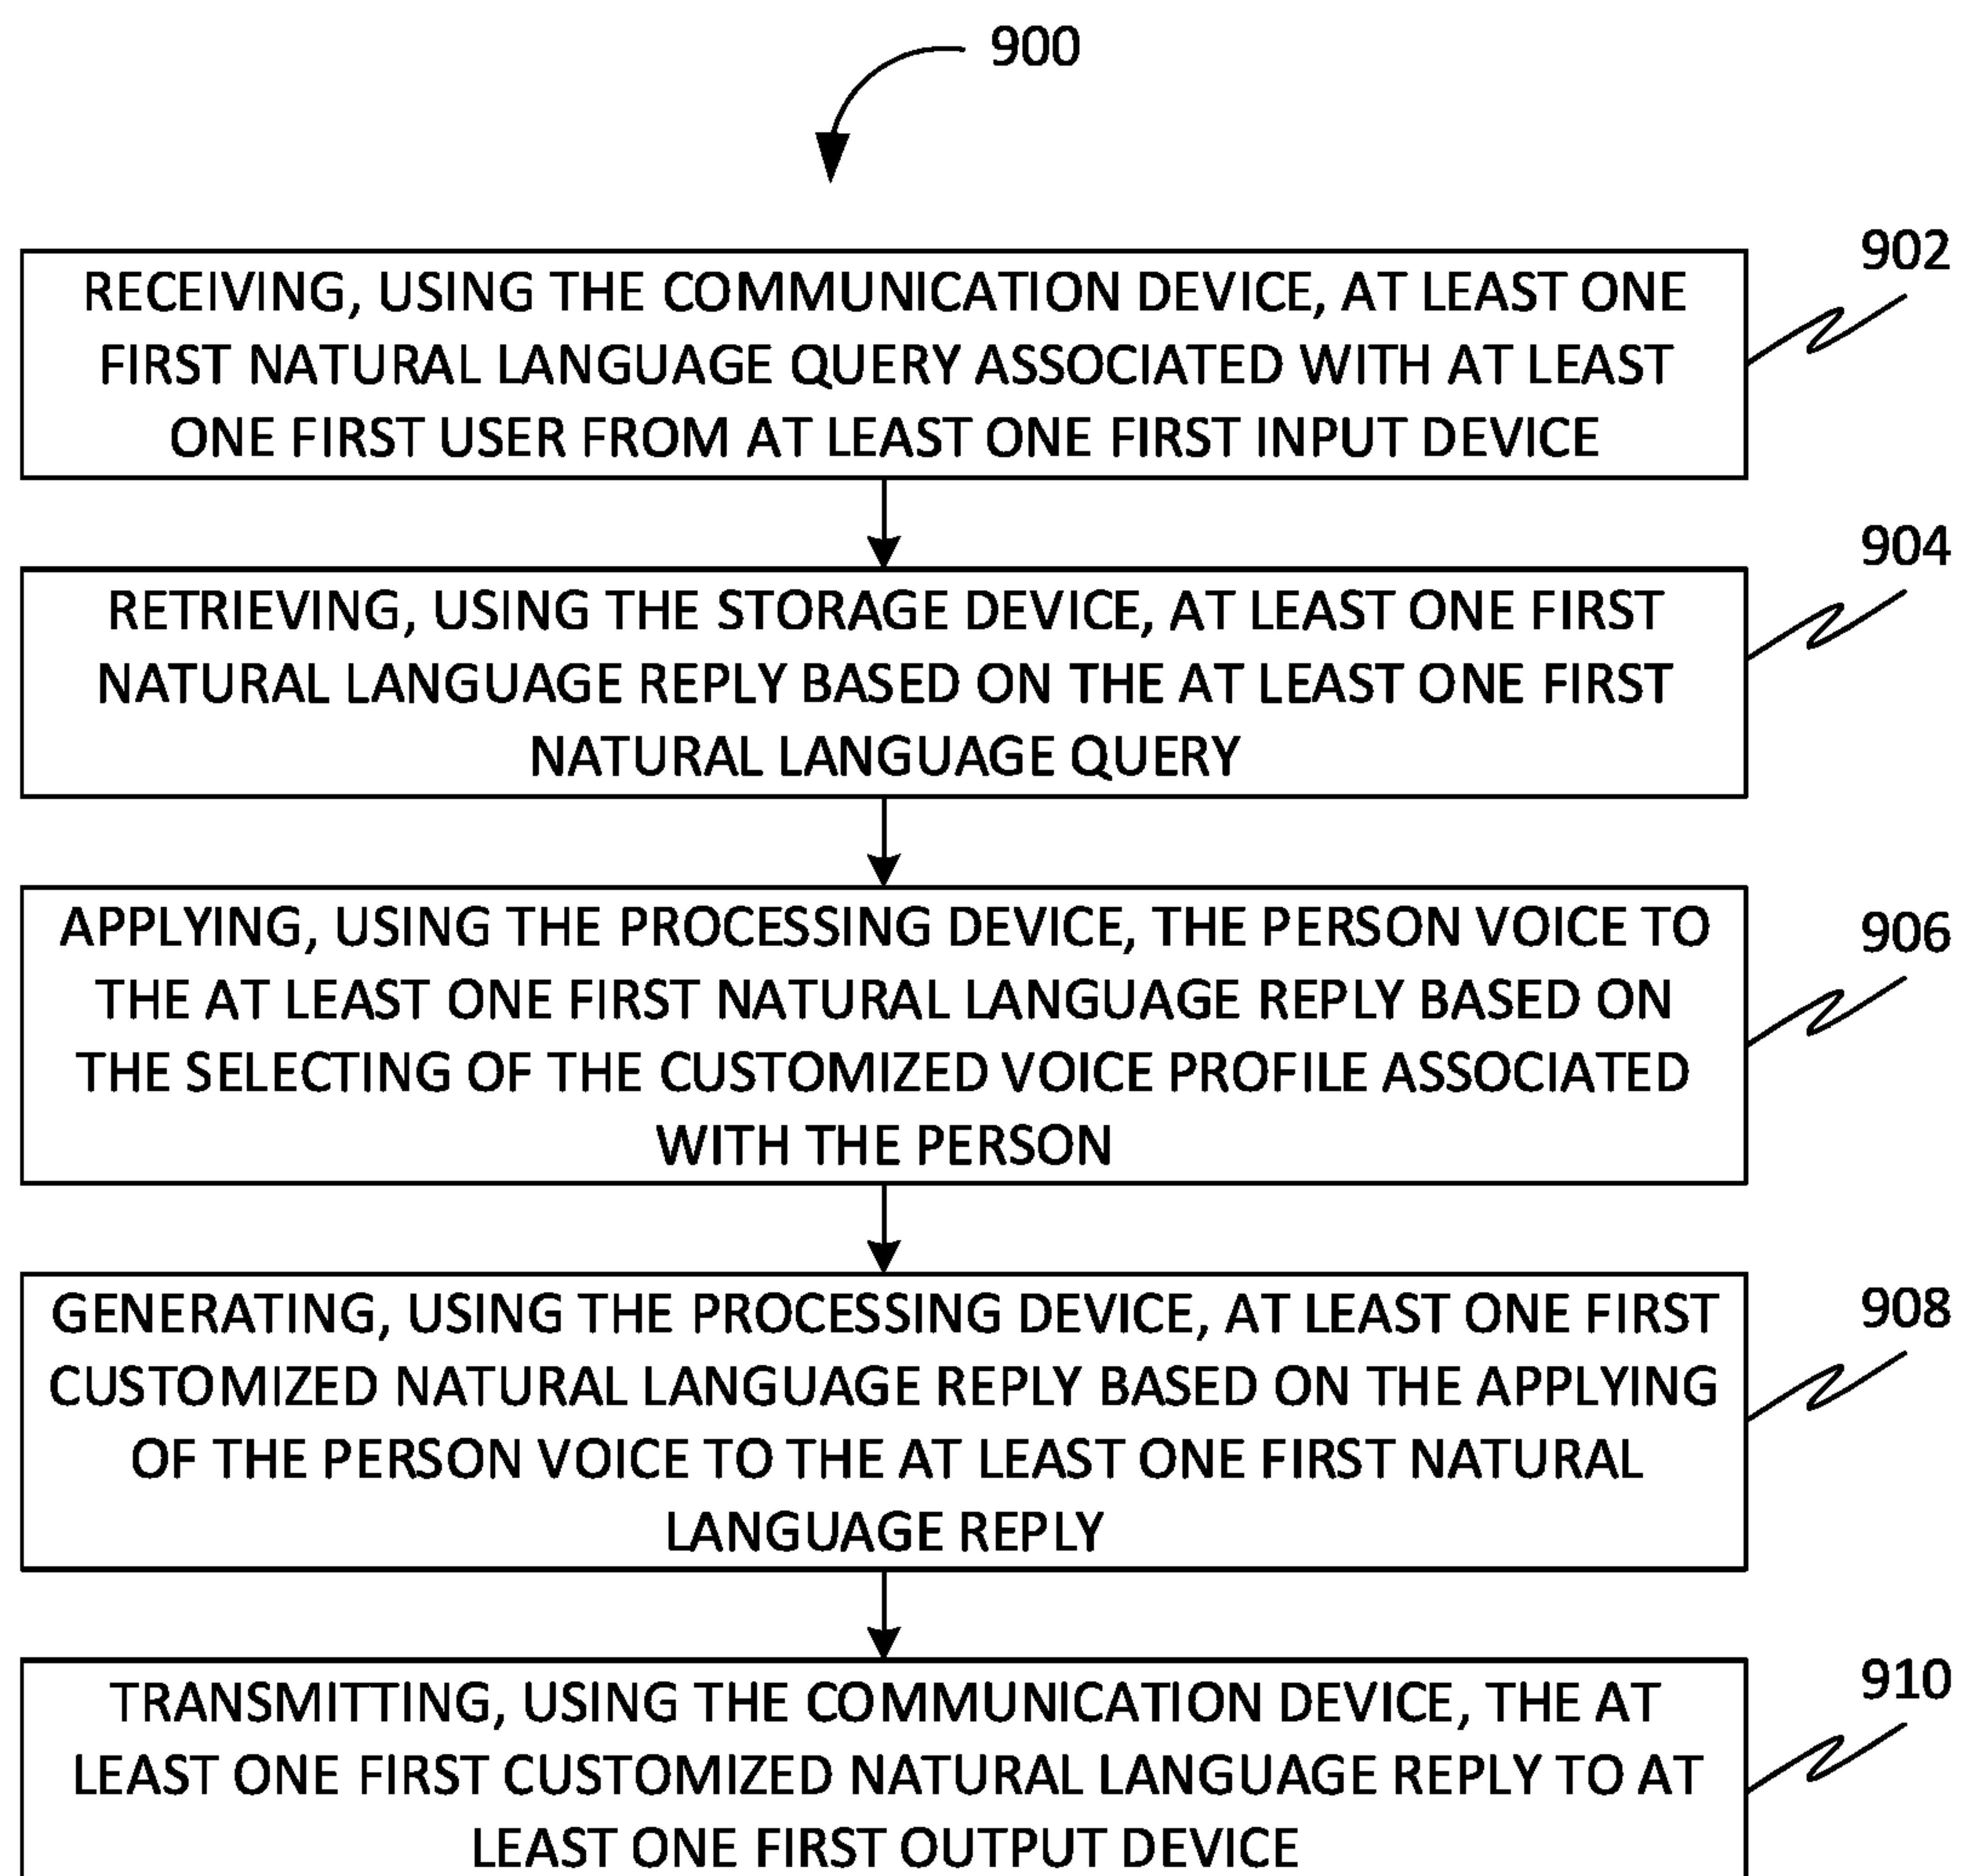 900
902
RECEIVING, USING THE COMMUNICATION DEVICE, AT LEAST ONE
FIRST NATURAL LANGUAGE QUERY ASSOCIATED WITH AT LEAST
ONE FIRST USER FROM AT LEAST ONE FIRST INPUT DEVICE
904
RETRIEVING, USING THE STORAGE DEVICE, AT LEAST ONE FIRST
NATURAL LANGUAGE REPLY BASED ON THE AT LEAST ONE FIRST
NATURAL LANGUAGE QUERY
906
APPLYING, USING THE PROCESSING DEVICE, THE PERSON VOICE TO
THE AT LEAST ONE FIRST NATURAL LANGUAGE REPLY BASED ON
THE SELECTING OF THE CUSTOMIZED VOICE PROFILE ASSOCIATED
WITH THE PERSON
908
GENERATING, USING THE PROCESSING DEVICE, AT LEAST ONE FIRST
CUSTOMIZED NATURAL LANGUAGE REPLY BASED ON THE APPLYING
OF THE PERSON VOICE TO THE AT LEAST ONE FIRST NATURAL
LANGUAGE REPLY
910
TRANSMITTING, USING THE COMMUNICATION DEVICE, THE AT
LEAST ONE FIRST CUSTOMIZED NATURAL LANGUAGE REPLY TO AT
LEAST ONE FIRST OUTPUT DEVICE